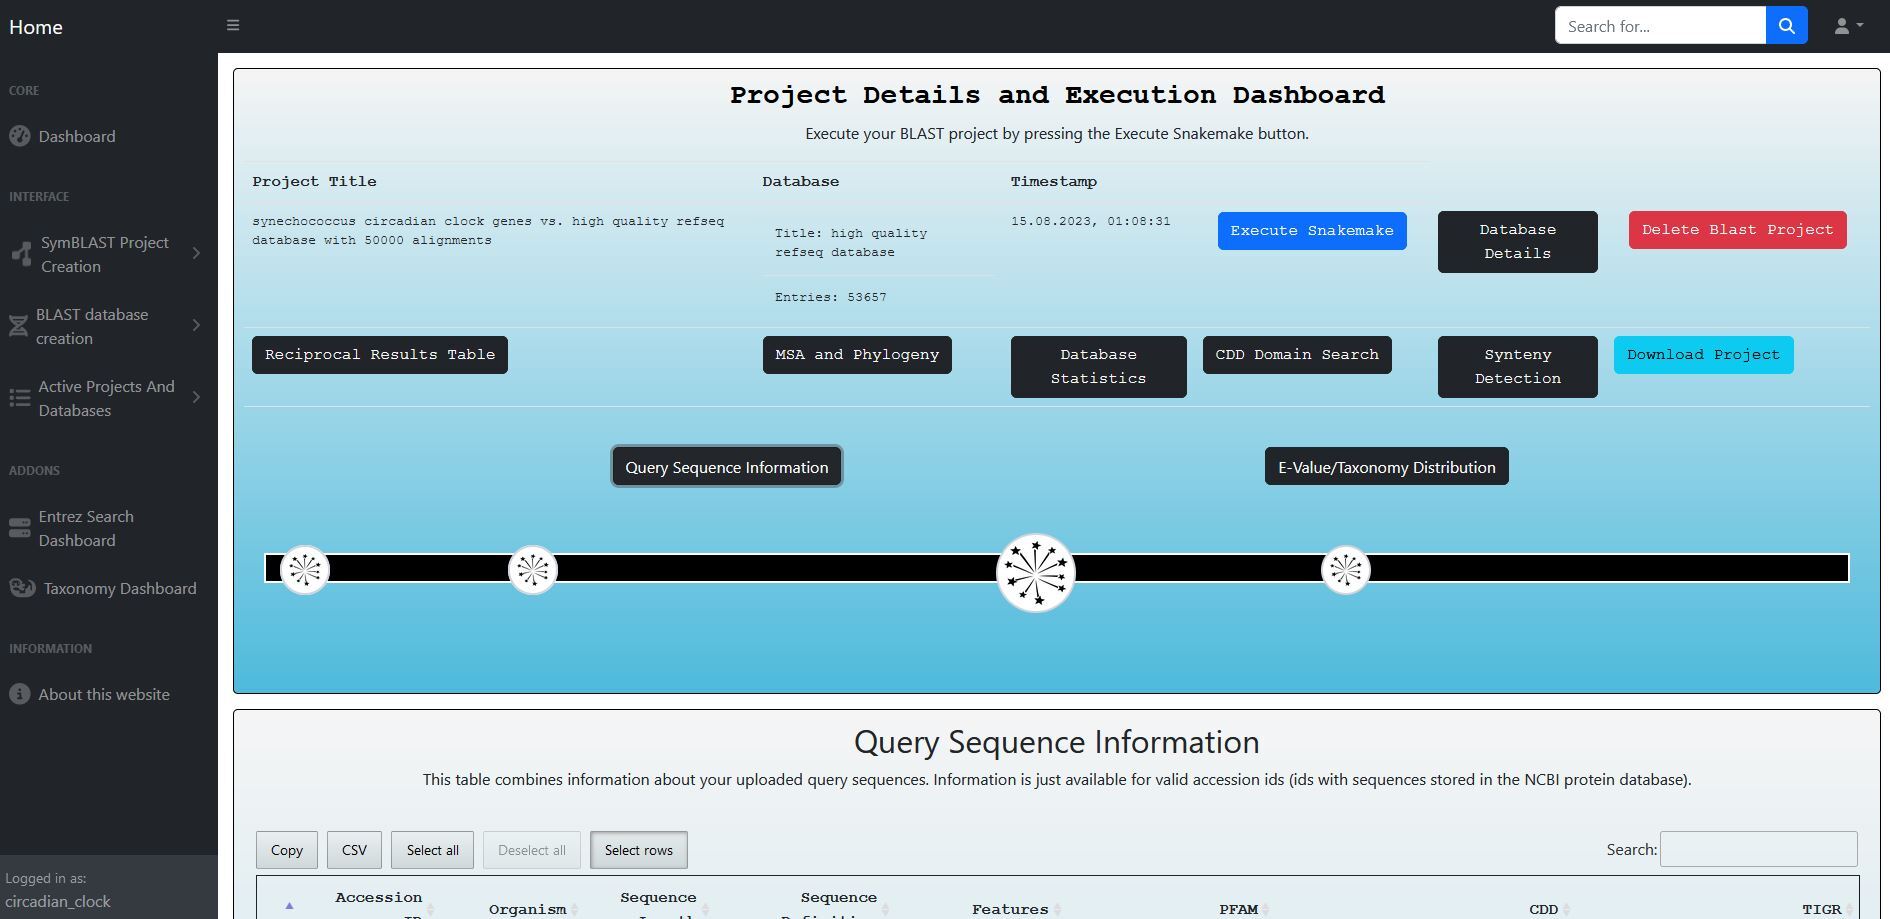 Home
Search for...
CORE
Dashboard
INTERFACE
SymBLAST Project
Creation
BLAST database
creation
Active Projects And
Databases
ADDONS
Entrez Search
Dashboard
Taxonomy Dashboard
INFORMATION
About this website
Logged in as:
circadian_clock
Project Details and Execution Dashboard
Execute your BLAST project by pressing the Execute Snakemake button.
Project Title Database Timestamp
synechococcus circadian clock genes vs. high quality refseq
database with 50000 alignments
Title: high quality
refseq database
Entries: 53657
15.08.2023, 01:08:31
Execute Snakemake
Database
Details
Delete Blast Project
Reciprocal Results Table
MSA and Phylogeny
Database
Statistics
CDD Domain Search
Synteny
Detection
Download Project
Query Sequence Information
E-Value/Taxonomy Distribution
Query Sequence Information
This table combines information about your uploaded query sequences. Information is just available for valid accession ids (ids with sequences stored in the NCBI protein database).
Copy CSV Select all Deselect all Select rows
Search:
Accession
Organism
Sequence
Sequence
Features
PFAM
CDD
TIGR